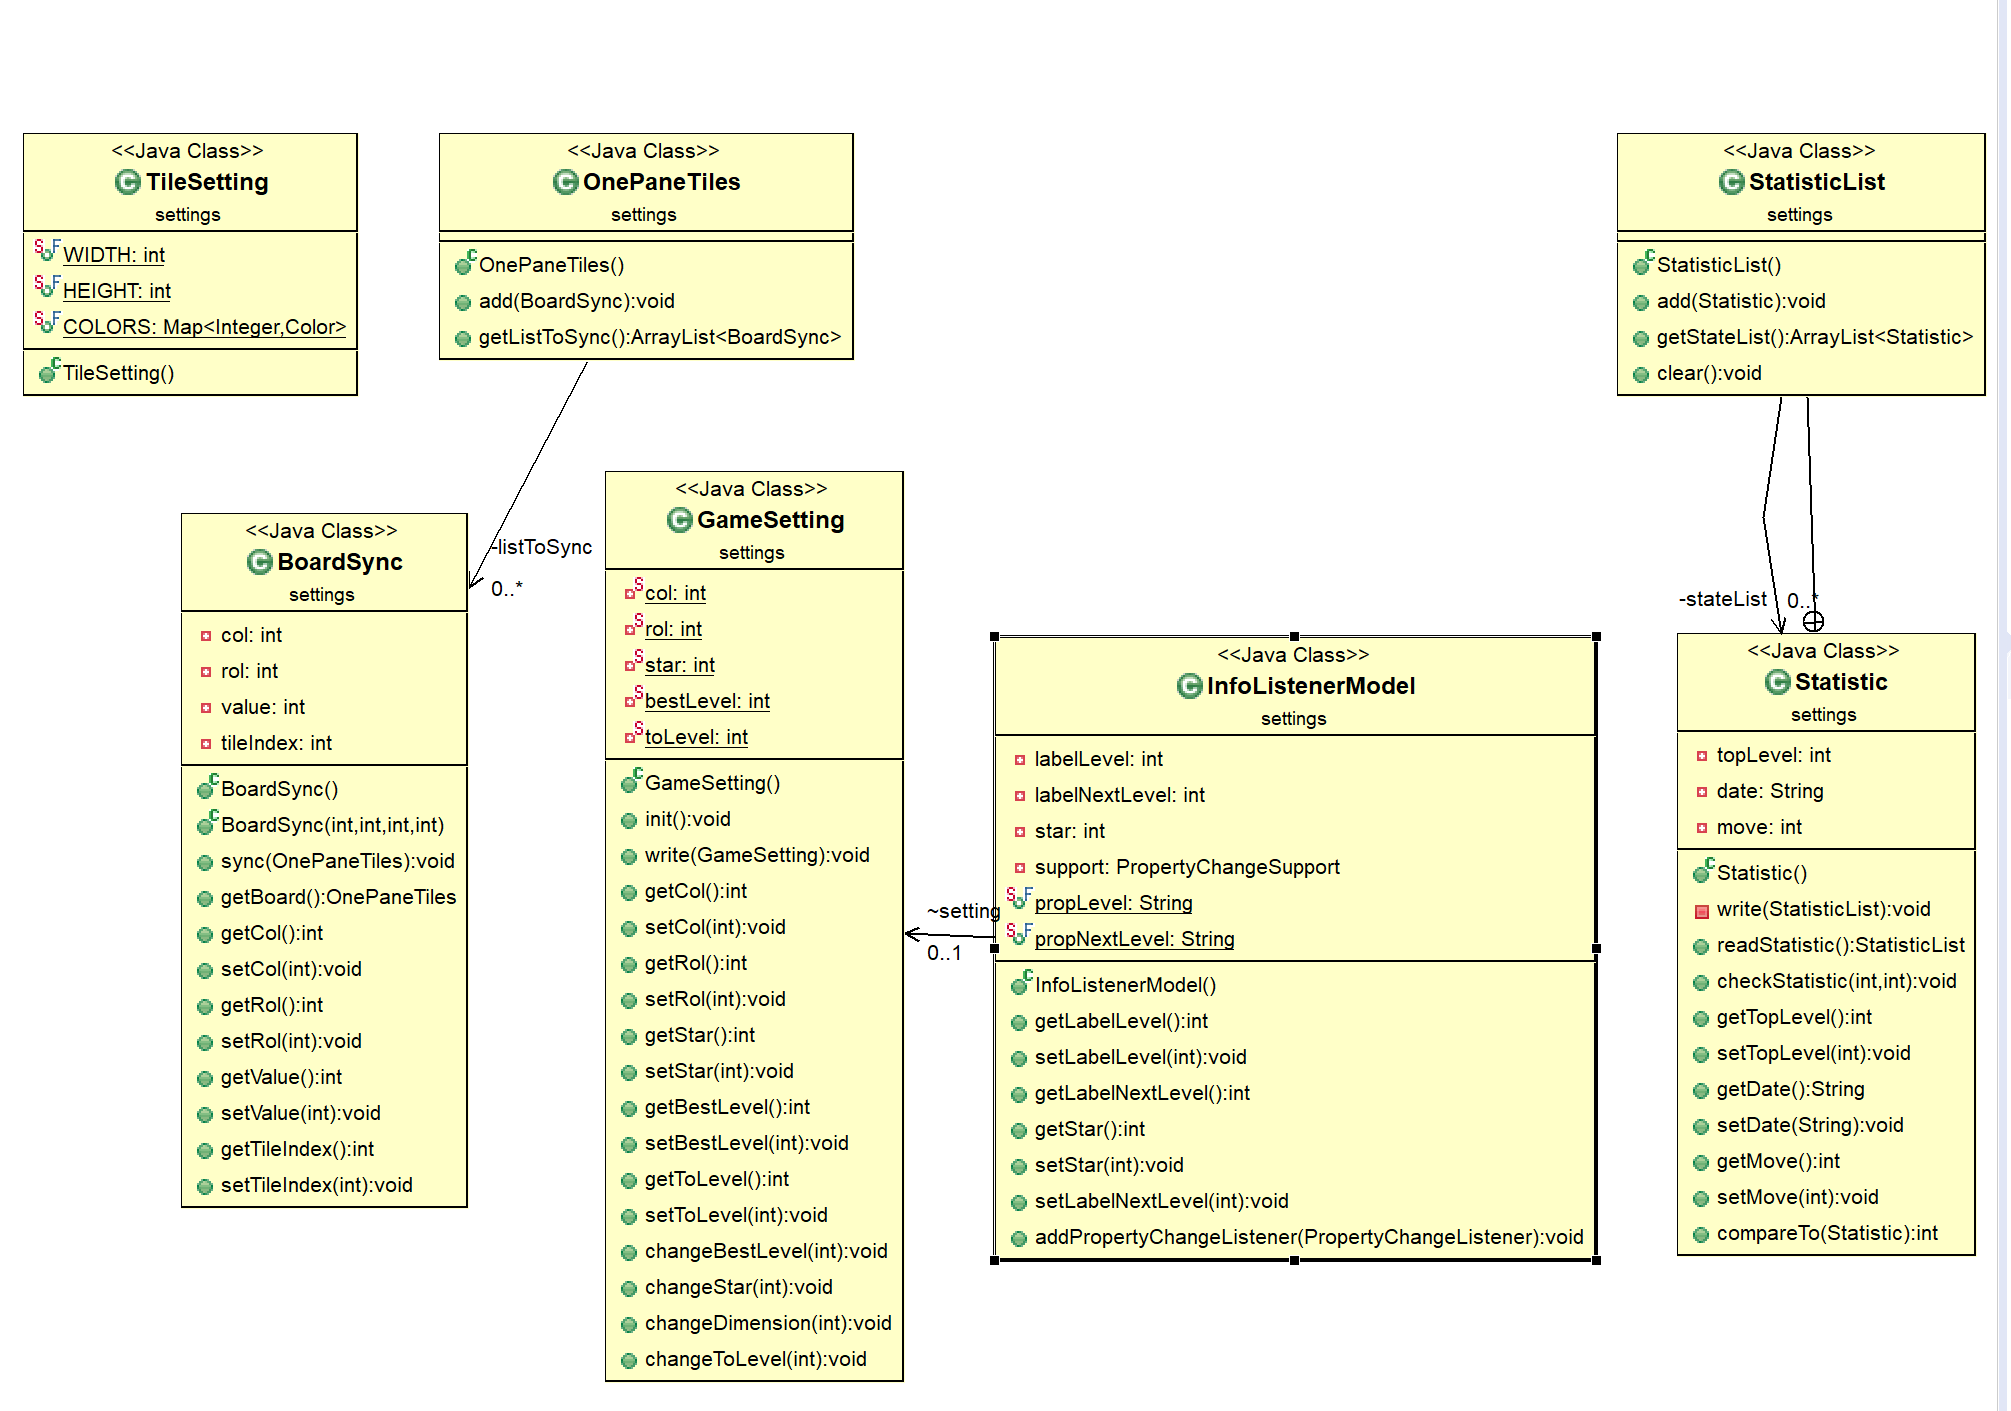 <<Java Class>>
TileSetting
settings
WIDTH: int
HEIGHT: int
COLORS: Map<Integer,Color>
TileSetting()
<<Java Class>>
OnePaneTiles
settings
OnePaneTiles()
add(BoardSync):void
getListToSync():ArrayList<BoardSync>
<<Java Class>>
StatisticList
settings
StatisticList()
add(Statistic):void
getStateList():ArrayList<Statistic>
clear():void
-listToSync
0..*
<<Java Class>>
BoardSync
settings
col: int
rol: int
value: int
tileIndex: int
BoardSync()
BoardSync(int,int,int,int)
sync(OnePaneTiles):void
getBoard():OnePaneTiles
getCol():int
setCol(int):void
getRol():int
setRol(int):void
getValue():int
setValue(int):void
getTileIndex():int
setTileIndex(int):void
<<Java Class>>
GameSetting
settings
col: int
rol: int
star: int
bestLevel: int
toLevel: int
GameSetting()
init():void
write(GameSetting):void
getCol():int
setCol(int):void
getRol():int
setRol(int):void
getStar():int
setStar(int):void
getBestLevel():int
setBestLevel(int):void
getToLevel():int
setToLevel(int):void
changeBestLevel(int):void
changeStar(int):void
changeDimension(int):void
changeToLevel(int):void
~setting
0..1
<<Java Class>>
InfoListenerModel
settings
labelLevel: int
labelNextLevel: int
star: int
support: PropertyChangeSupport
propLevel: String
propNextLevel: String
InfoListenerModel()
getLabelLevel():int
setLabelLevel(int):void
getLabelNextLevel():int
getStar():int
setStar(int):void
setLabelNextLevel(int):void
addPropertyChangeListener(PropertyChangeListener):void
-stateList
0..*
<<Java Class>>
Statistic
settings
topLevel: int
date: String
move: int
Statistic()
write(StatisticList):void
readStatistic():StatisticList
checkStatistic(int,int):void
getTopLevel():int
setTopLevel(int):void
getDate():String
setDate(String):void
getMove():int
setMove(int):void
compareTo(Statistic):int